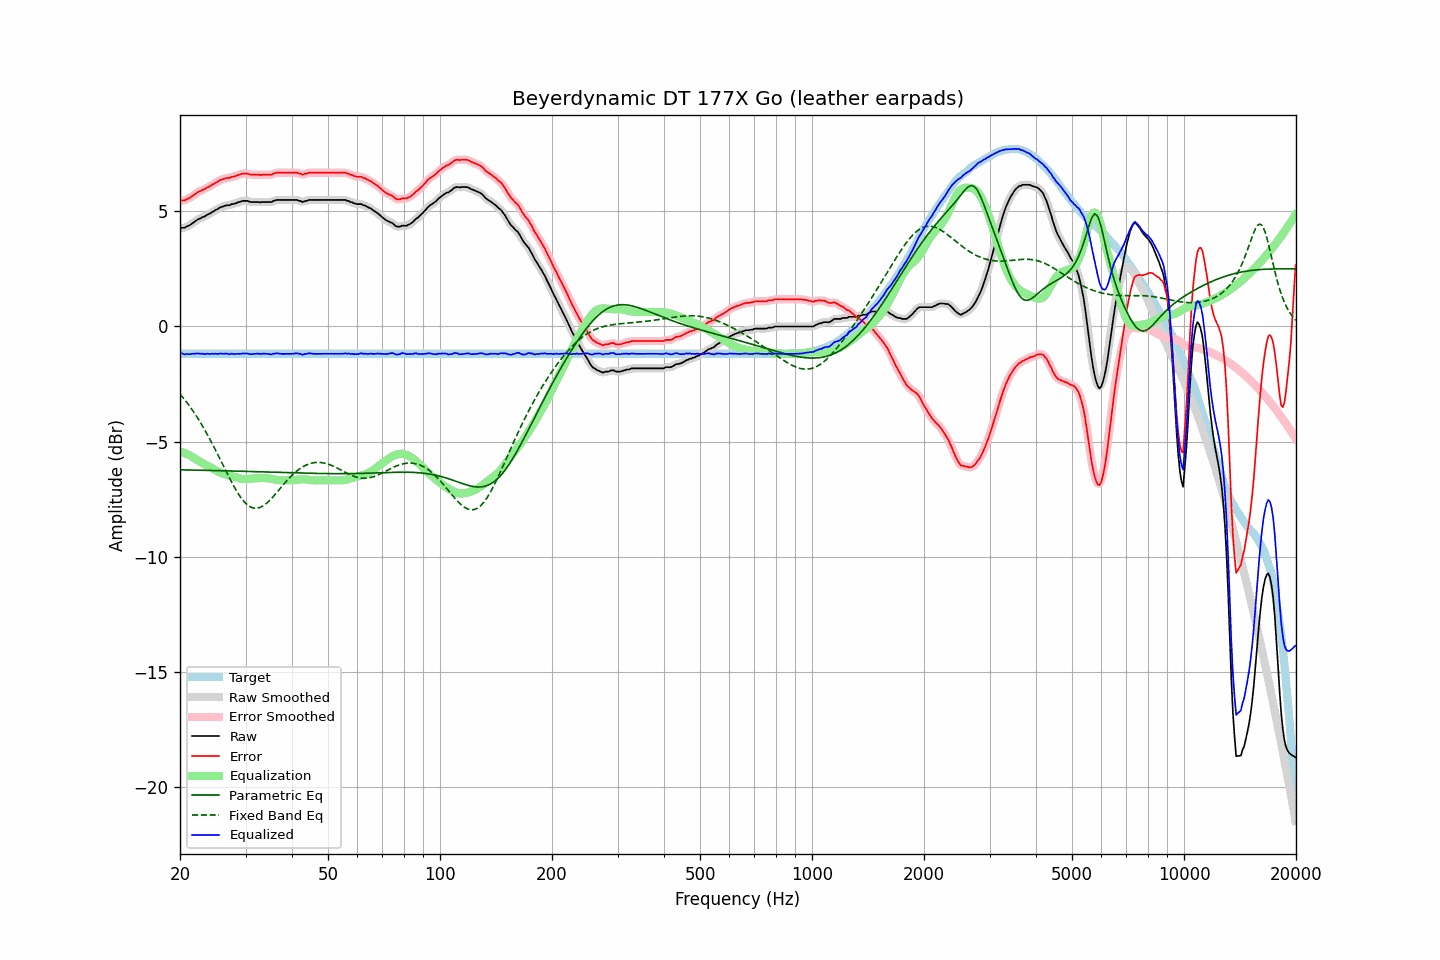 Beyerdynamic DT 177X Go (leather earpads)
Amplitude (dBr)
5
0
−5
−10
−15
−20
Target
Raw Smoothed
Error Smoothed
Raw
Error
Equalization
Parametric Eq
Fixed Band Eq
Equalized
20 50 100 200 500 1000 2000 5000 10000 20000
Frequency (Hz)